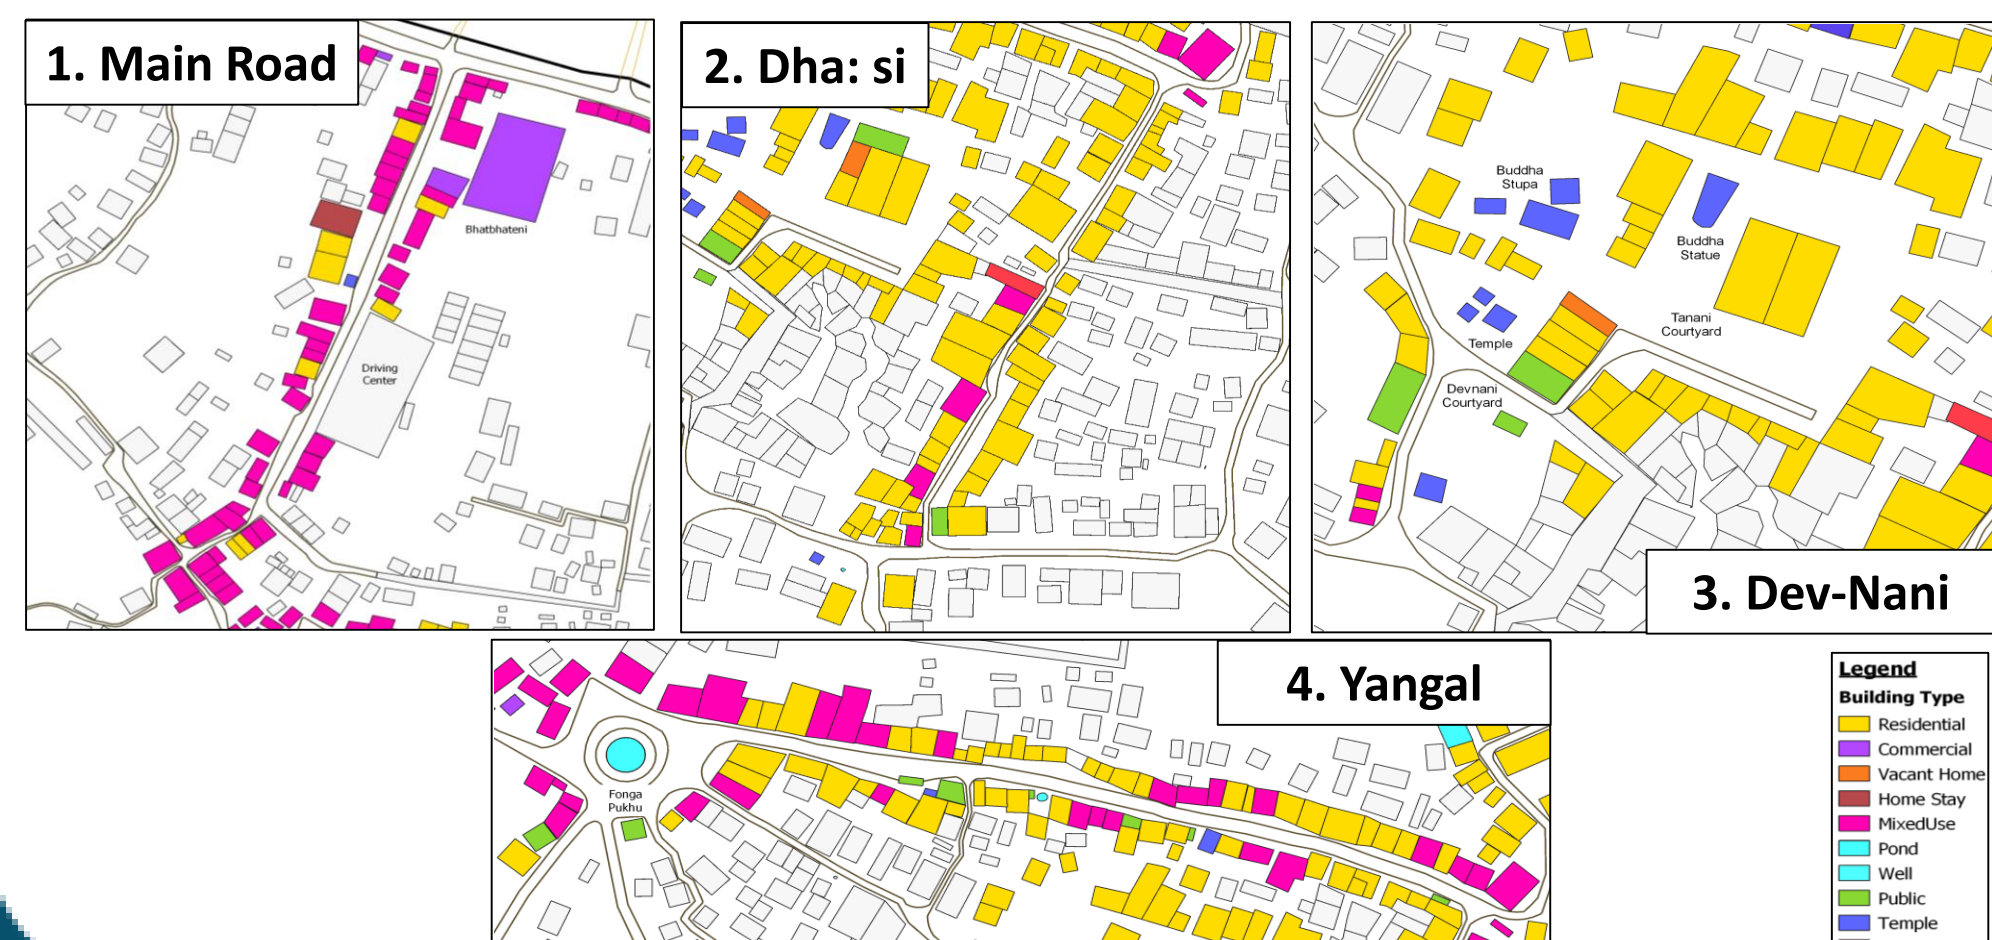 1. Main Road
Bhatbhateni
Driving
Center
2. Dha: si
Buddha
Stupa
Buddha
Statue
Tanani
Courtyard
Temple
Devnani
Courtyard
3. Dev-Nani
4. Yangal
Fonga
Pukhu
Legend
Building Type
Residential
Commercial
Vacant Home
Home Stay
MixedUse
Pond
Well
Public
Temple